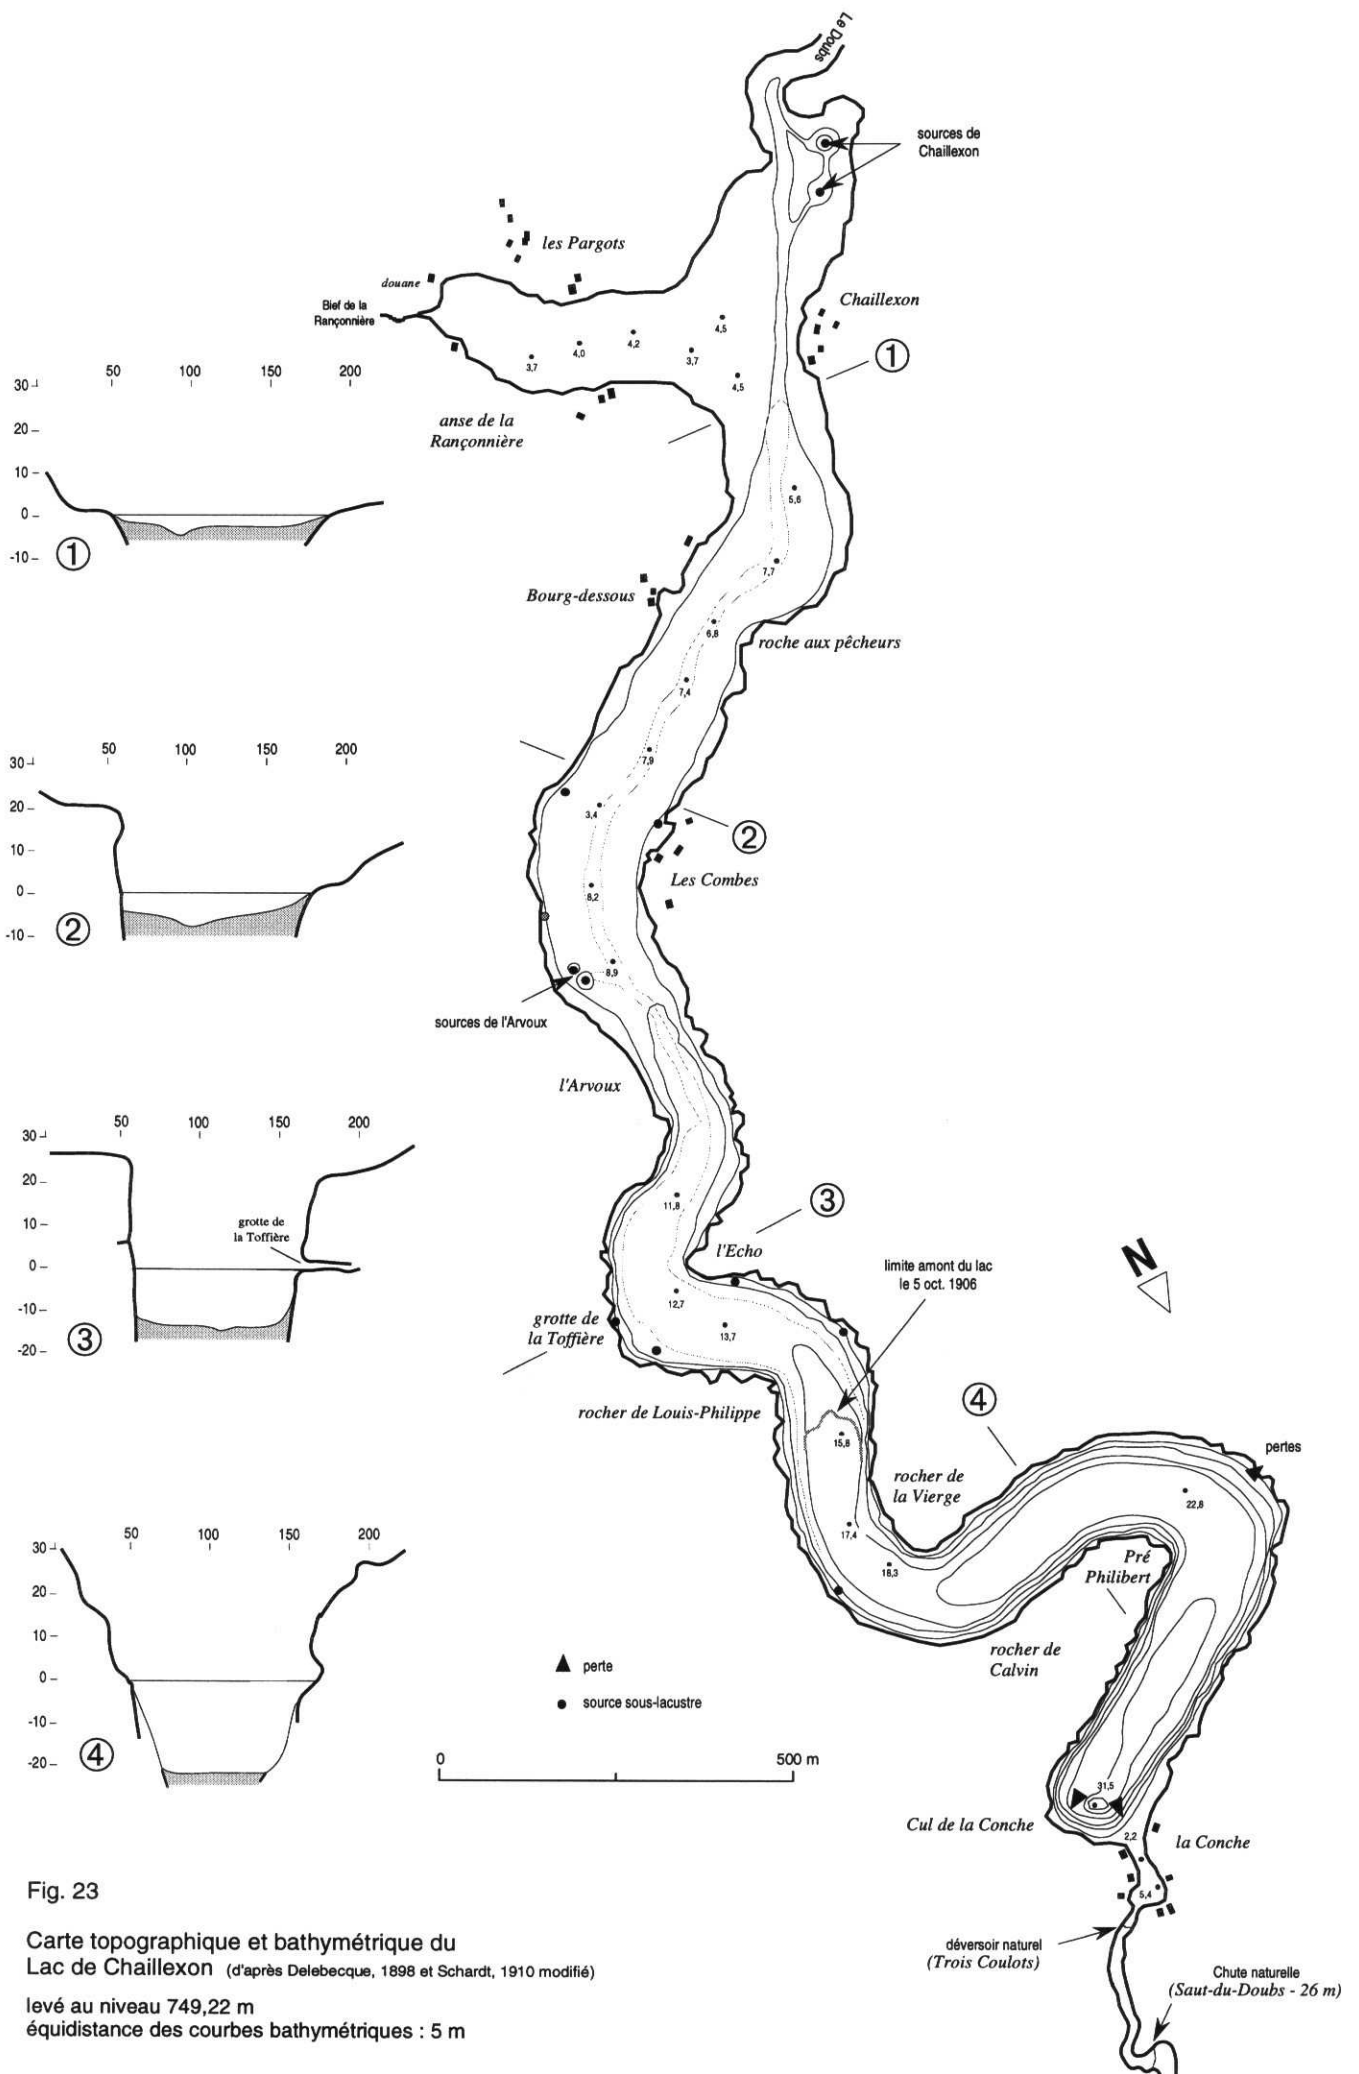 Le Doubs
sources de
Chaillexon
les Pargots
douane
Bief de la
Rançonnière
Chaillexon
1
4,5
4,2
4,0
3,7
3,7
4,5
anse de la
Rançonnière
50 100 150 200
30
20
10
0
-10
1
5,6
7,7
Bourg-dessous
6,8
roche aux pêcheurs
7,4
7,9
3,4
2
Les Combes
8,2
8,9
sources de l'Arvoux
l'Arvoux
50 100 150 200
30
20
10
0
-10
2
11,8
3
l'Echo
12,7
13,7
grotte de
la Toffière
rocher de Louis-Philippe
50 100 150 200
30
20
10
0
-10
-20
grotte de
la Toffière
3
N
limite amont du lac
le 5 oct. 1906
15,8
4
pertes
rocher de
la Vierge
22,8
17,4
18,3
Pré
Philibert
rocher de
Calvin
50 100 150 200
30
20
10
0
-10
-20
4
perte
source sous-lacustre
0 500 m
31,5
Cul de la Conche
2,2
la Conche
5,4
déversoir naturel
(Trois Coulots)
Chute naturelle
(Saut-du-Doubs - 26 m)
Fig. 23
Carte topographique et bathymétrique du
Lac de Chaillexon (d'après Delebecque, 1898 et Schardt, 1910 modifié)
levé au niveau 749,22 m
équidistance des courbes bathymétriques : 5 m